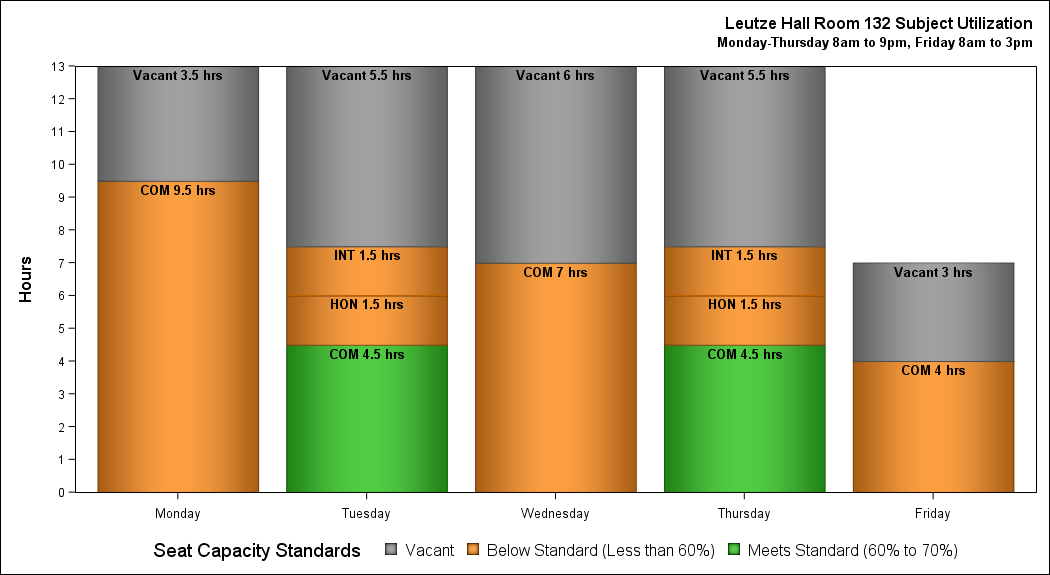 Leutze Hall Room 132 Subject Utilization
Monday-Thursday 8am to 9pm, Friday 8am to 3pm
Hours
13
12
11
10
9
8
7
6
5
4
3
2
1
0
Vacant 3.5 hrs
COM 9.5 hrs
Vacant 5.5 hrs
INT 1.5 hrs
HON 1.5 hrs
COM 4.5 hrs
Vacant 6 hrs
COM 7 hrs
Vacant 5.5 hrs
INT 1.5 hrs
HON 1.5 hrs
COM 4.5 hrs
Vacant 3 hrs
COM 4 hrs
Monday Tuesday Wednesday Thursday Friday
Seat Capacity Standards Vacant Below Standard (Less than 60%) Meets Standard (60% to 70%)